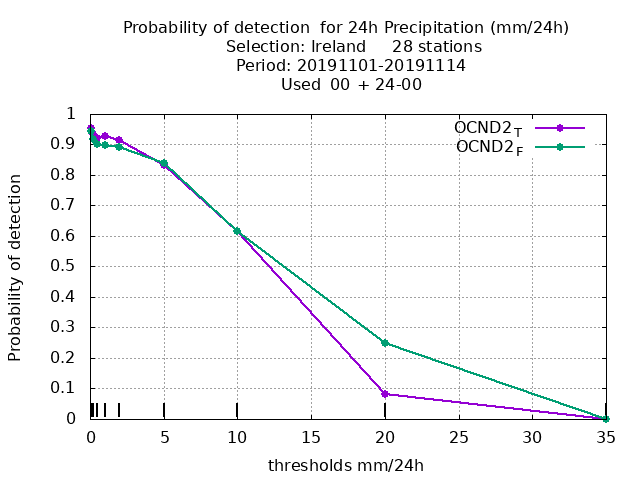 Probability of detection  for 24h Precipitation (mm/24h)
Selection: Ireland     28 stations
Period: 20191101-20191114
Used  00 + 24-00
OCND2T
OCND2F
Probability of detection
1
0.9
0.8
0.7
0.6
0.5
0.4
0.3
0.2
0.1
0
0 5 10 15 20 25 30 35
thresholds mm/24h